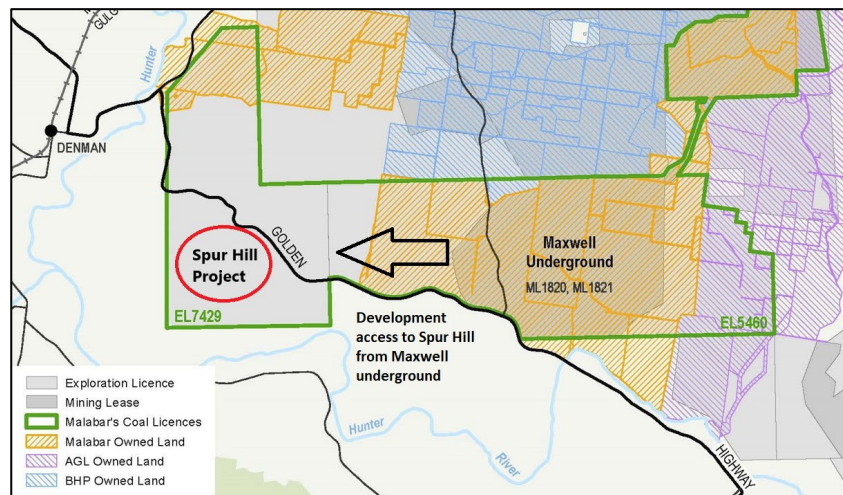 GULG
Hunter
DENMAN
Spur Hill
Project
GOLDEN
Maxwell
Underground
ML1820, ML1821
EL7429
EL5460
Development
access to Spur Hill
from Maxwell
underground
Hunter
River
HIGHWAY
Exploration Licence
Mining Lease
Malabar's Coal Licences
Malabar Owned Land
AGL Owned Land
BHP Owned Land